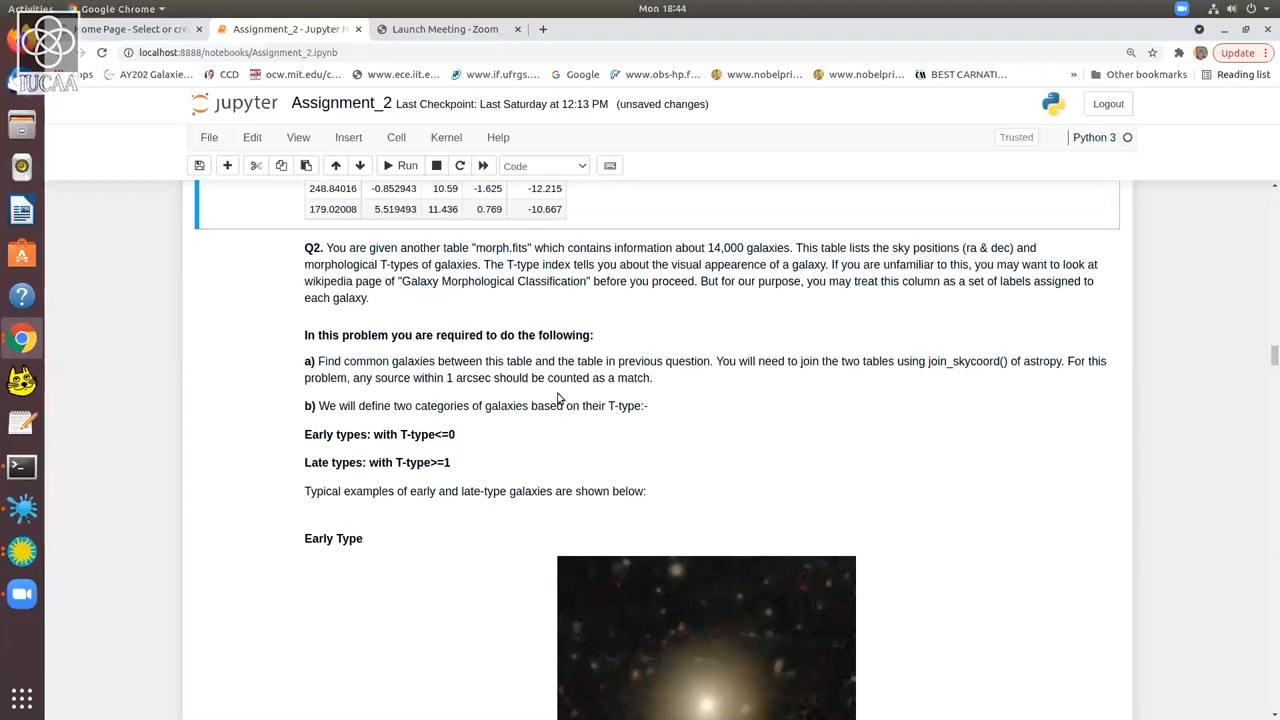 Activities
Google Chrome
Mon 18:44
Home Page - Select or cre
Assignment_2 - Jupyter N
Launch Meeting - Zoom
localhost:8888/notebooks/Assignment_2.ipynb
Update
IUCAA
AY202 Galaxie
CCD
ocw.mit.edu/c...
www.ece.iit.e...
www.if.ufrgs....
Google
www.obs-hp.f...
www.nobelpri...
www.nobelpri...
BEST CARNATI...
»
Other bookmarks
Reading list
jupyter
Assignment_2 Last Checkpoint: Last Saturday at 12:13 PM (unsaved changes)
Logout
File Edit View Insert Cell Kernel Help
Trusted
Python 3
Run
Code
248.84016 -0.852943 10.59 -1.625 -12.215
179.02008 5.519493 11.436 0.769 -10.667
Q2. You are given another table "morph.fits" which contains information about 14,000 galaxies. This table lists the sky positions (ra & dec) and
morphological T-types of galaxies. The T-type index tells you about the visual appearence of a galaxy. If you are unfamiliar to this, you may want to look at
wikipedia page of "Galaxy Morphological Classification" before you proceed. But for our purpose, you may treat this column as a set of labels assigned to
each galaxy.
In this problem you are required to do the following:
a) Find common galaxies between this table and the table in previous question. You will need to join the two tables using join_skycoord() of astropy. For this
problem, any source within 1 arcsec should be counted as a match.
b) We will define two categories of galaxies based on their T-type:-
Early types: with T-type<=0
Late types: with T-type>=1
Typical examples of early and late-type galaxies are shown below:
Early Type